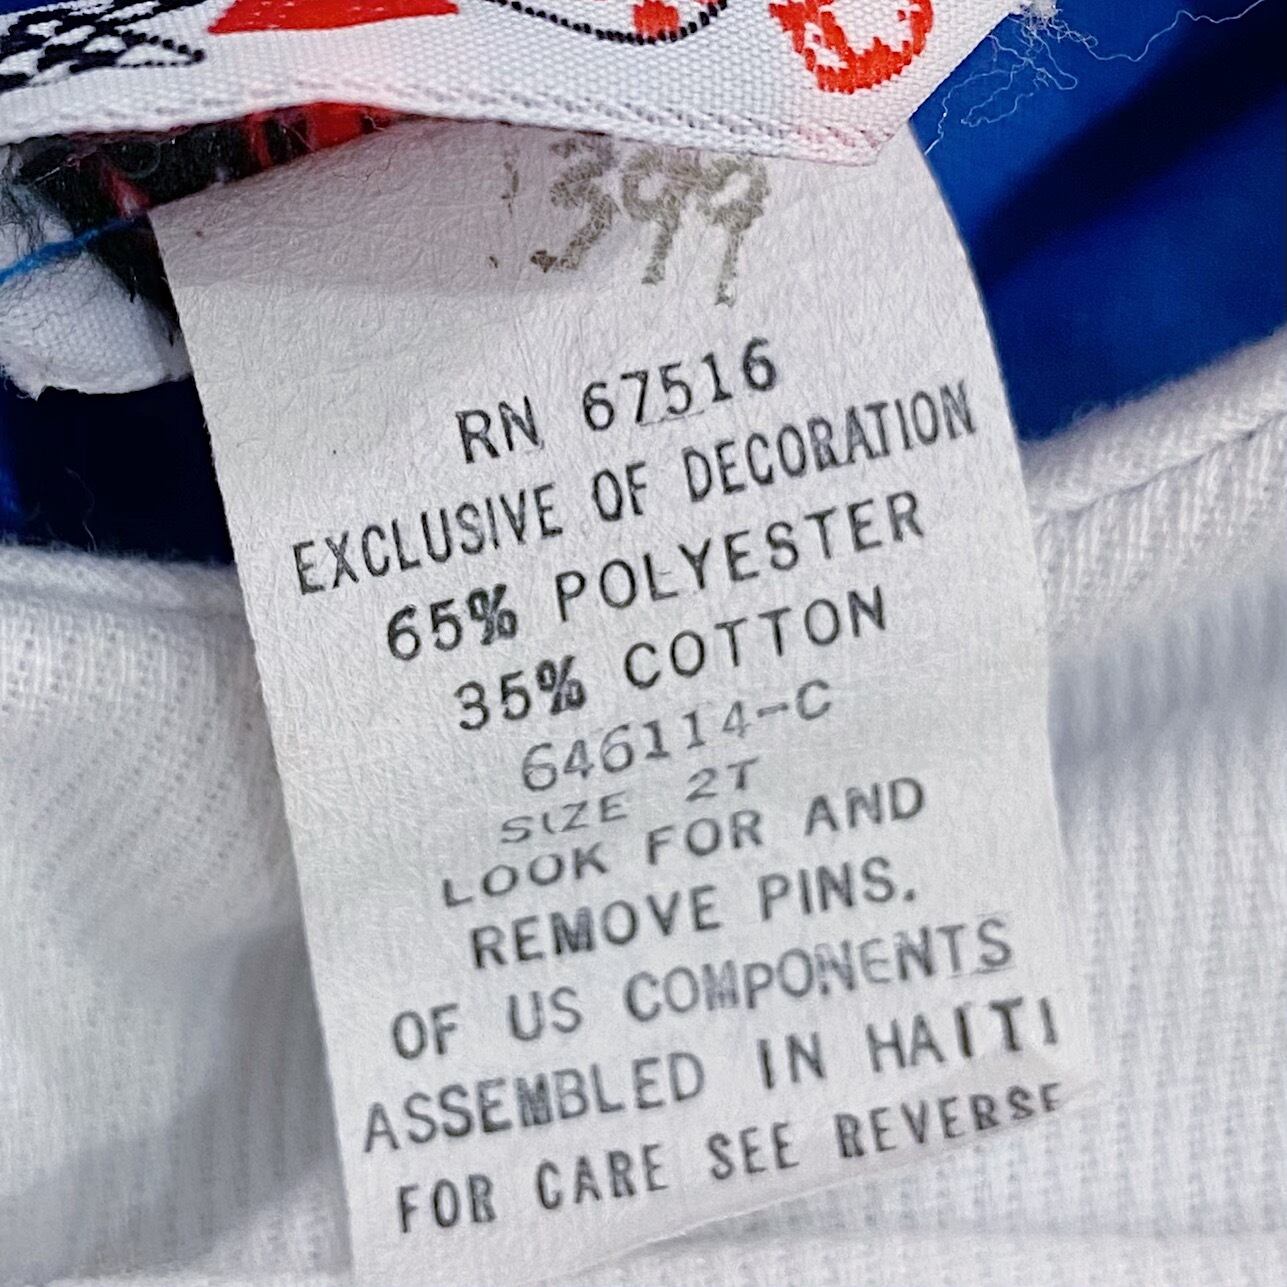 399
RN 67516
EXCLUSIVE OF DECORATION
65% POLYESTER
35% COTTON
646114-C
SIZE 2T
LOOK FOR AND
REMOVE PINS.
OF US COMPONENTS
ASSEMBLED IN HAITI
FOR CARE SEE REVERSE